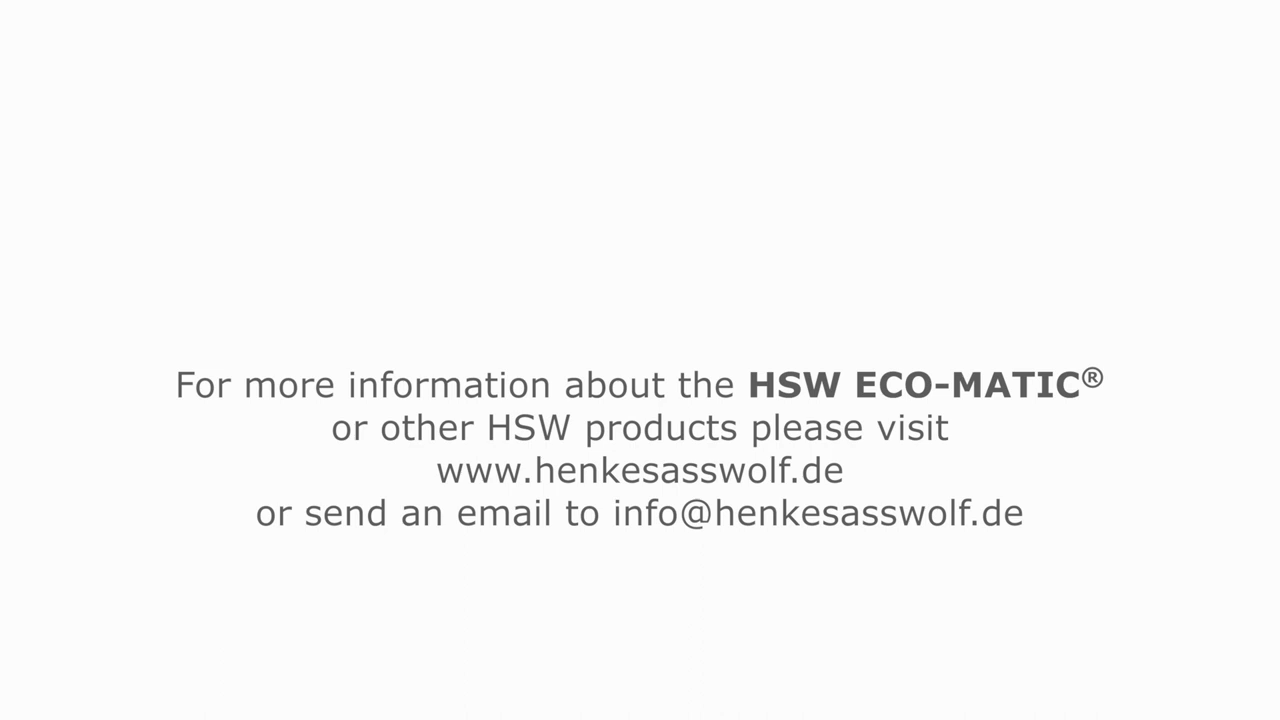 For more information about the HSW ECO-MATIC®
or other HSW products please visit
www.henkesasswolf.de
or send an email to info@henkesasswolf.de